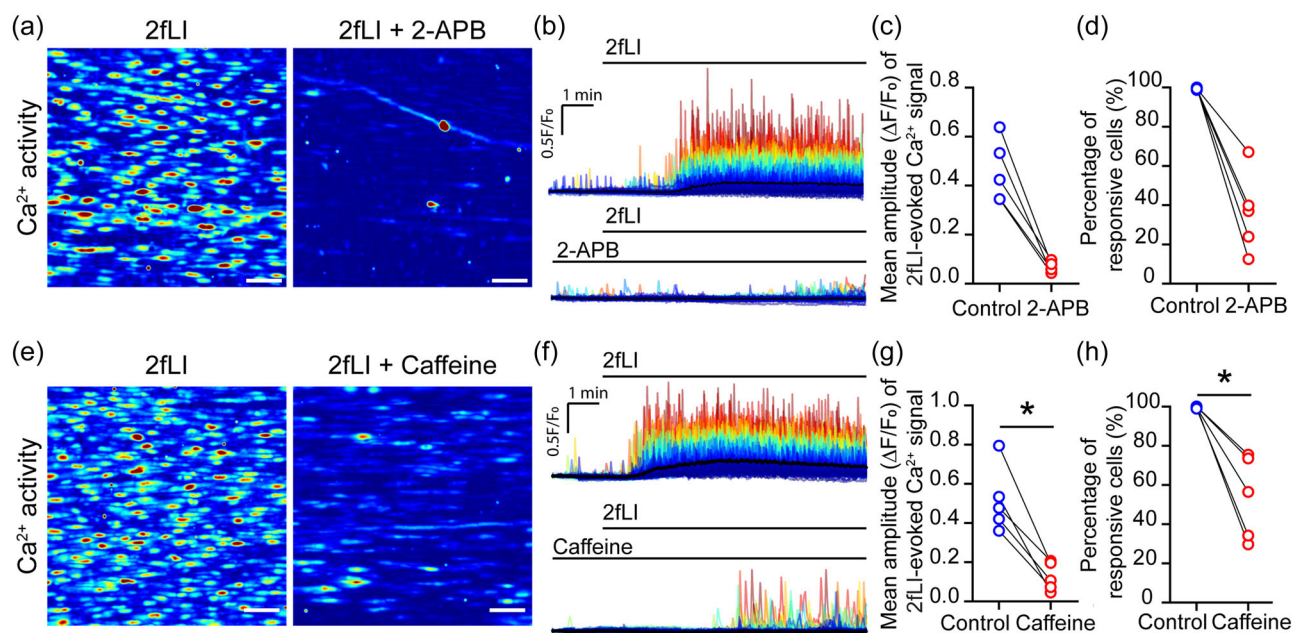 (a)
2fLI
2fLI + 2-APB
Ca²⁺ activity
(b)
2fLI
1 min
0.5F/F₀
2fLI
2-APB
(c)
Mean amplitude (ΔF/F₀) of
2fLI-evoked Ca²⁺ signal
0.8
0.6
0.4
0.2
0.0
Control 2-APB
(d)
Percentage of
responsive cells (%)
100
80
60
40
20
0
Control 2-APB
(e)
2fLI
2fLI + Caffeine
Ca²⁺ activity
(f)
2fLI
1 min
0.5F/F₀
2fLI
Caffeine
(g)
Mean amplitude (ΔF/F₀) of
2fLI-evoked Ca²⁺ signal
1.0
0.8
0.6
0.4
0.2
0.0
*
Control Caffeine
(h)
Percentage of
responsive cells (%)
100
80
60
40
20
0
*
Control Caffeine